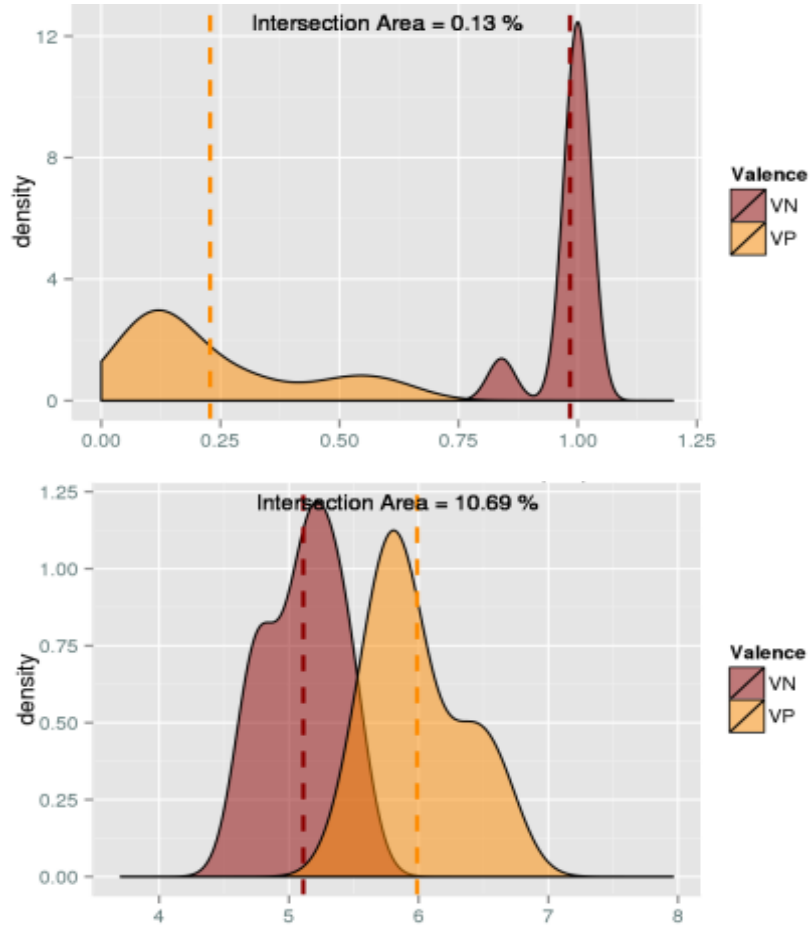 Intersection Area = 0.13 %
12
8
4
0
density
0.00 0.25 0.50 0.75 1.00 1.25
Valence
VN
VP
Intersection Area = 10.69 %
1.25
1.00
0.75
0.50
0.25
0.00
density
4 5 6 7 8
Valence
VN
VP